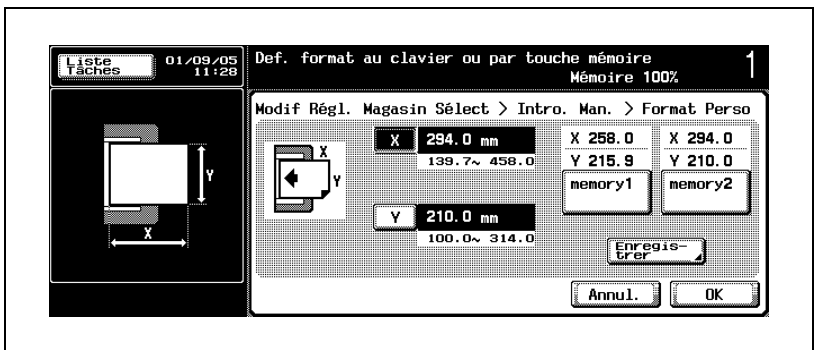 Liste
Tâches
01/09/05
11:28
Def. format au clavier ou par touche mémoire
Mémoire 100%
1
Modif Régl. Magasin Sélect > Intro. Man. > Format Perso
X
Y
X 294.0 mm
139.7~ 458.0
Y 210.0 mm
100.0~ 314.0
X 258.0
Y 215.9
memory1
X 294.0
Y 210.0
memory2
Enregis-
trer
Y
X
Annul.
OK